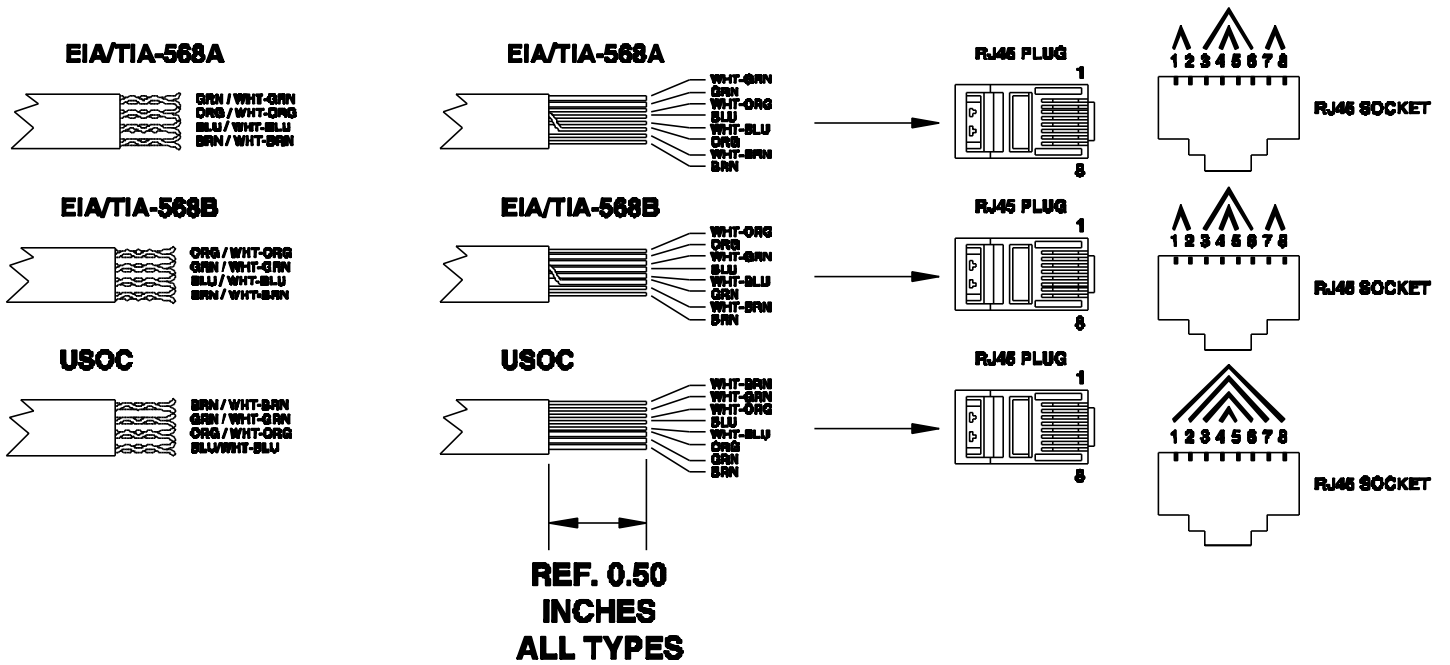 EIA/TIA-568A
GRN / WHT-GRN
ORG / WHT-ORG
BLU / WHT-BLU
BRN / WHT-BRN
EIA/TIA-568A
WHT-GRN
GRN
WHT-ORG
BLU
WHT-BLU
ORG
WHT-BRN
BRN
RJ45 PLUG
1
8
1 2 3 4 5 6 7 8
RJ45 SOCKET
EIA/TIA-568B
ORG / WHT-ORG
GRN / WHT-GRN
BLU / WHT-BLU
BRN / WHT-BRN
EIA/TIA-568B
WHT-ORG
ORG
WHT-GRN
BLU
WHT-BLU
GRN
WHT-BRN
BRN
RJ45 PLUG
1
8
1 2 3 4 5 6 7 8
RJ45 SOCKET
USOC
BRN / WHT-BRN
GRN / WHT-GRN
ORG / WHT-ORG
BLU/WHT-BLU
USOC
WHT-BRN
WHT-GRN
WHT-ORG
BLU
WHT-BLU
ORG
GRN
BRN
RJ45 PLUG
1
8
1 2 3 4 5 6 7 8
RJ45 SOCKET
REF. 0.50
INCHES
ALL TYPES